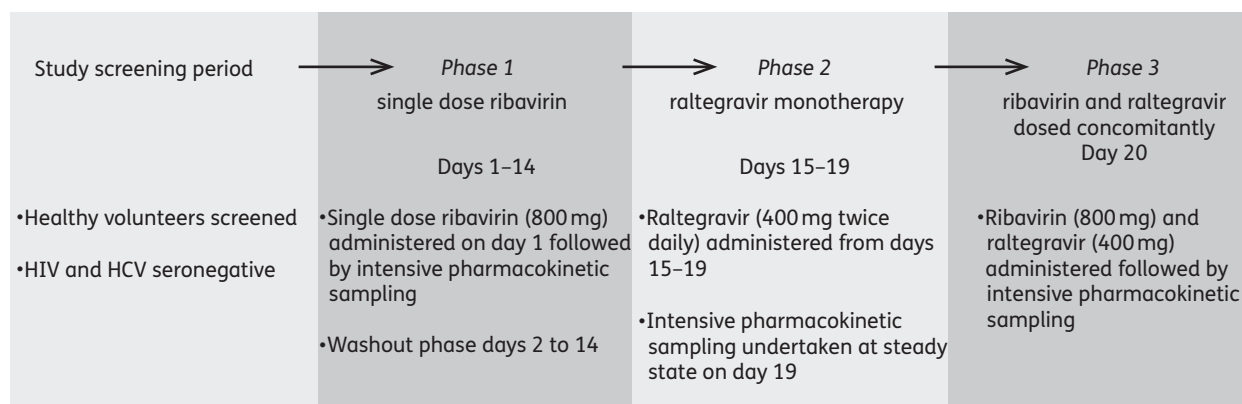 Study screening period
•Healthy volunteers screened
•HIV and HCV seronegative
Phase 1
single dose ribavirin
Days 1–14
•Single dose ribavirin (800 mg)
administered on day 1 followed
by intensive pharmacokinetic
sampling
•Washout phase days 2 to 14
Phase 2
raltegravir monotherapy
Days 15–19
•Raltegravir (400 mg twice
daily) administered from days
15–19
•Intensive pharmacokinetic
sampling undertaken at steady
state on day 19
Phase 3
ribavirin and raltegravir
dosed concomitantly
Day 20
•Ribavirin (800 mg) and
raltegravir (400 mg)
administered followed by
intensive pharmacokinetic
sampling